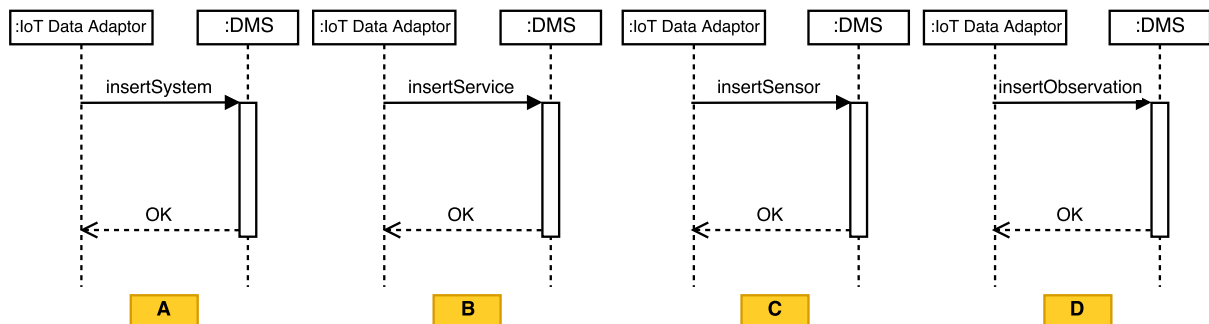 :IoT Data Adaptor :DMS :IoT Data Adaptor :DMS :IoT Data Adaptor :DMS :IoT Data Adaptor :DMS
insertSystem insertService insertSensor insertObservation
OK OK OK OK
A B C D